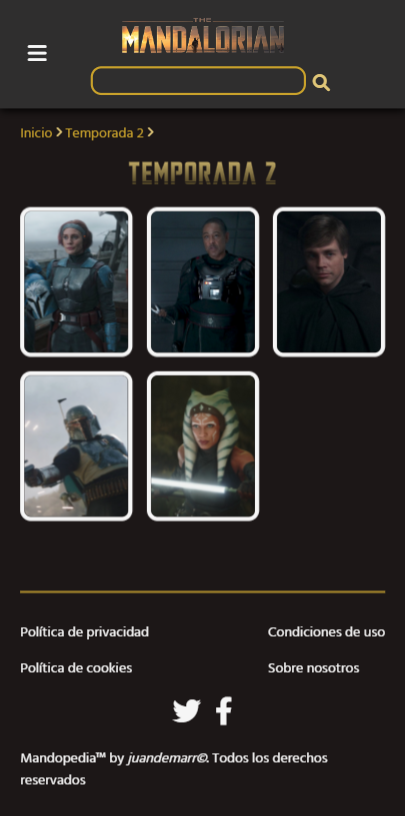 THE
MANDALORIAN
Inicio > Temporada 2 >
TEMPORADA 2
Política de privacidad
Condiciones de uso
Política de cookies
Sobre nosotros
Mandopedia™ by juandemarr©. Todos los derechos
reservados